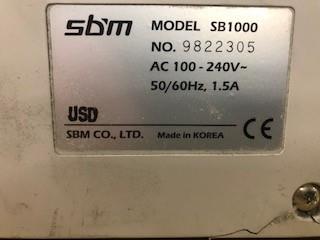 sbm MODEL SB1000
NO. 9822305
AC 100-240V~
50/60Hz, 1.5A
USD
SBM CO., LTD. Made in KOREA CE